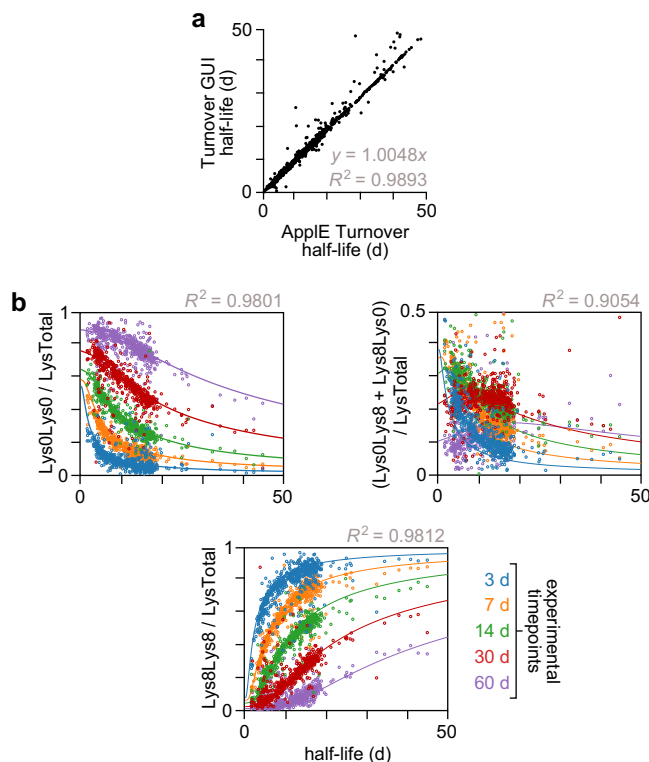 a
50
Turnover GUI
half-life (d)
y = 1.0048x
R² = 0.9893
0
0
50
ApplE Turnover
half-life (d)
b
R² = 0.9801
1
Lys0Lys0 / LysTotal
0
0
50
R² = 0.9054
0.5
(Lys0Lys8 + Lys8Lys0)
/ LysTotal
0
0
50
R² = 0.9812
1
Lys8Lys8 / LysTotal
0
0
50
half-life (d)
3 d
7 d
14 d
30 d
60 d
experimental
timepoints